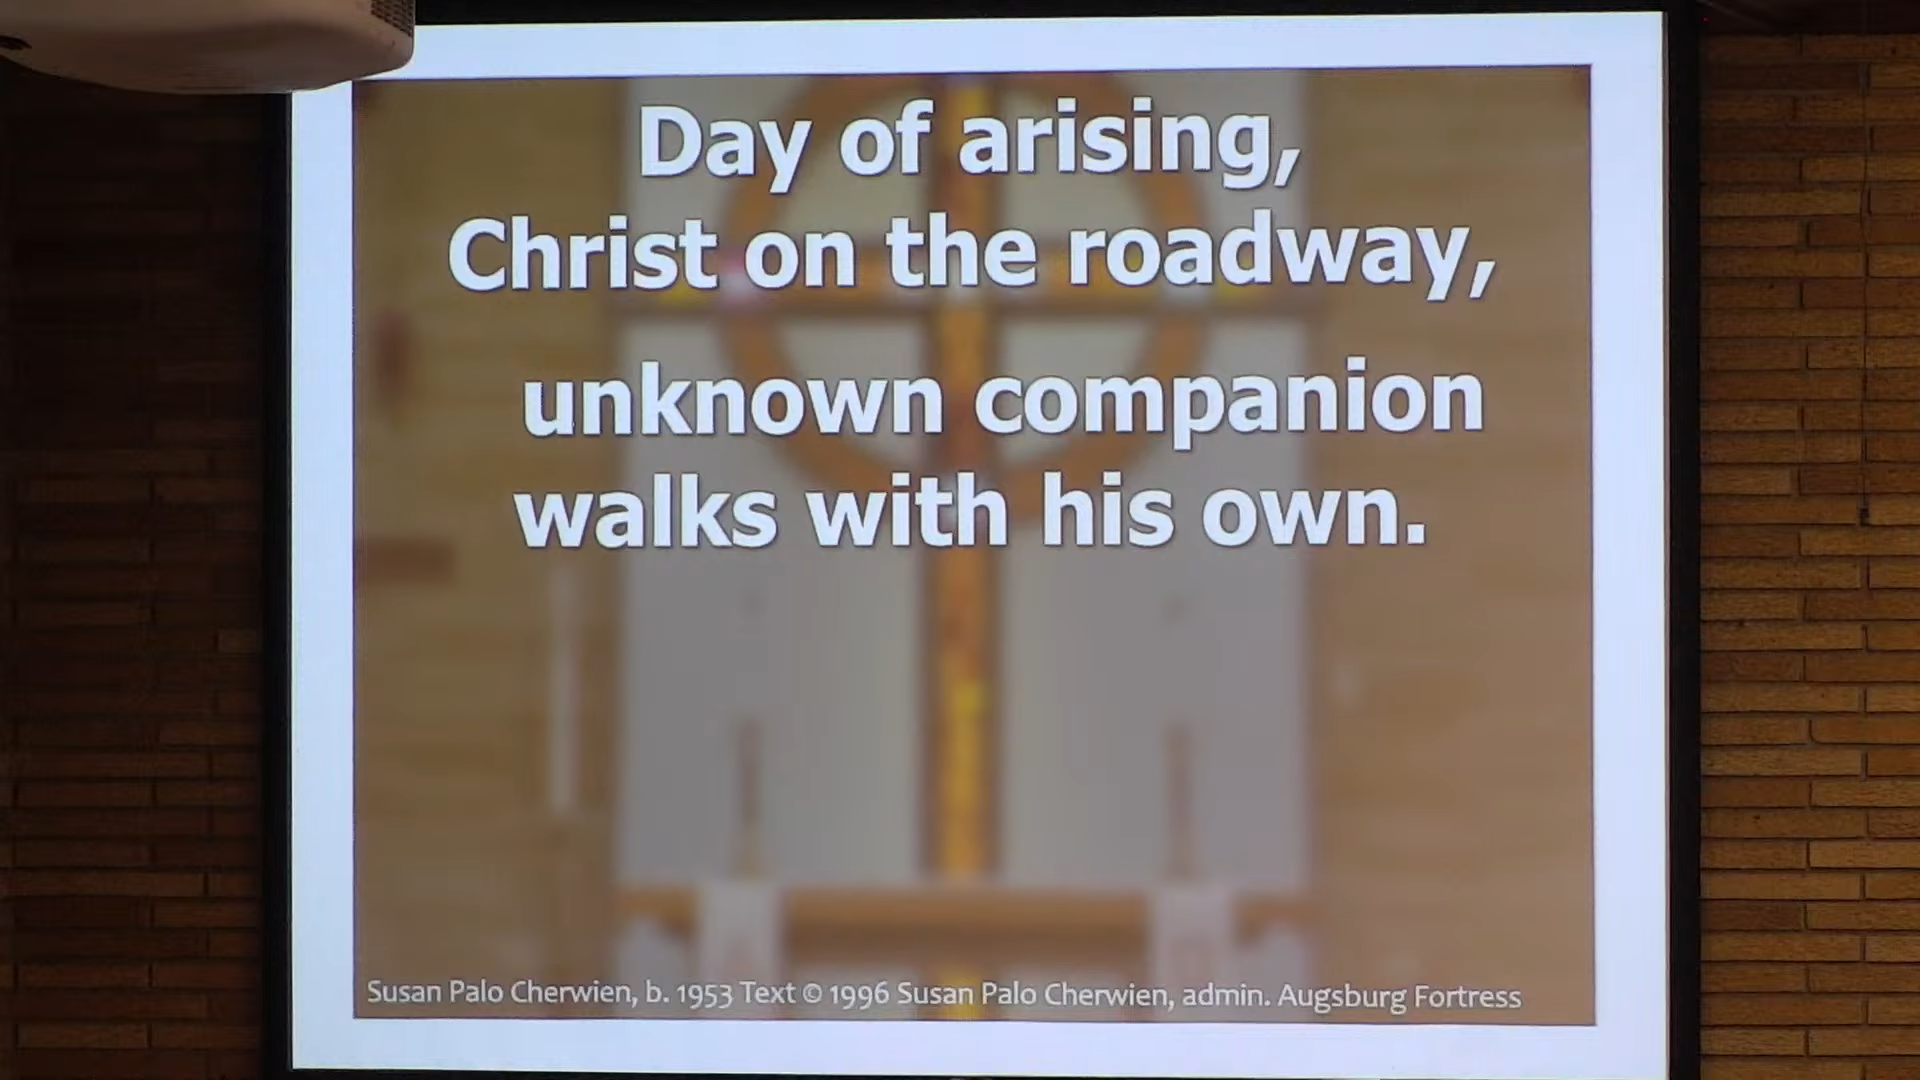 Day of arising,
Christ on the roadway,
unknown companion
walks with his own.
Susan Palo Cherwien, b. 1953 Text © 1996 Susan Palo Cherwien, admin. Augsburg Fortress